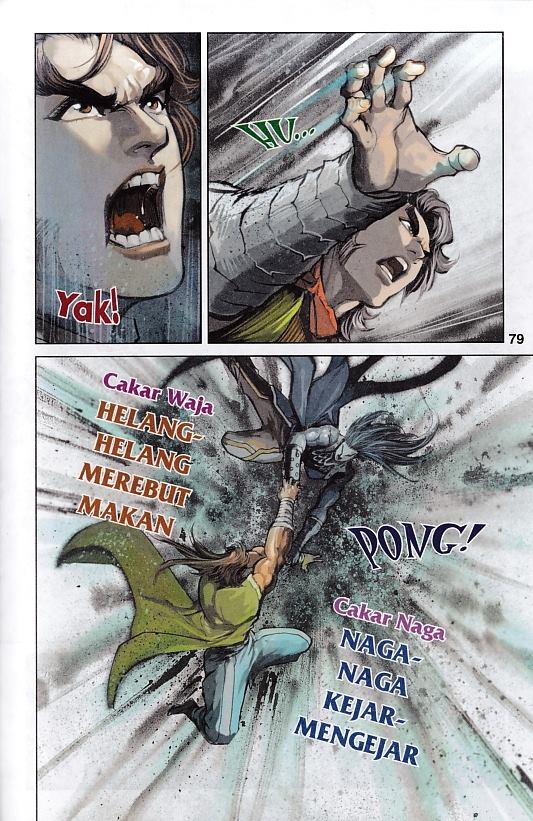 Yak!
HU...
79
Cakar Waja
HELANG-
HELANG
MEREBUT
MAKAN
PONG!
Cakar Naga
NAGA-
NAGA
KEJAR-
MENGEJAR